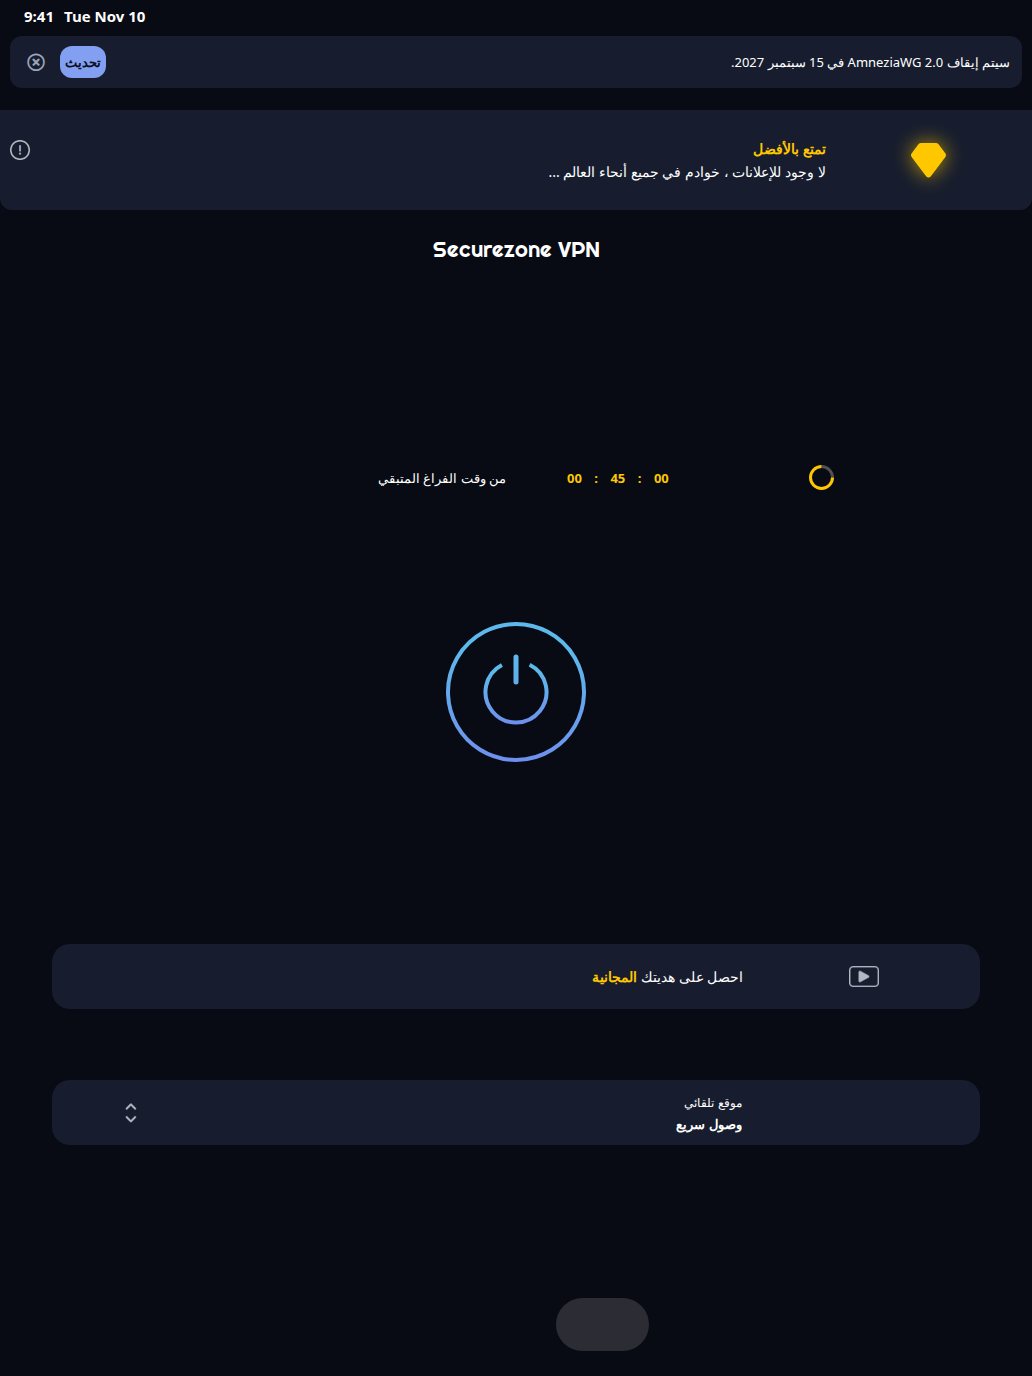 9:41 Tue Nov 10
سيتم إيقاف AmneziaWG 2.0 في 15 سبتمبر 2027.
تحديث
تمتع بالأفضل
لا وجود للإعلانات ، خوادم في جميع أنحاء العالم ...
Securezone VPN
00 : 45 : 00
من وقت الفراغ المتبقي
احصل على هديتك المجانية
موقع تلقائي
وصول سريع